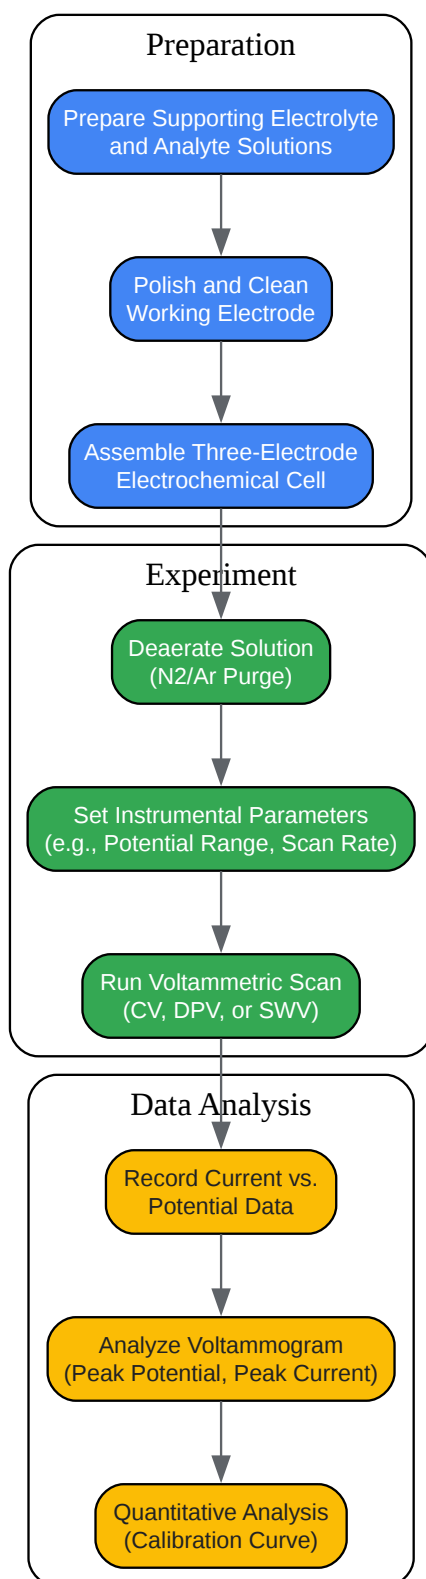 Preparation
Prepare Supporting Electrolyte
and Analyte Solutions
Polish and Clean
Working Electrode
Assemble Three-Electrode
Electrochemical Cell
Experiment
Deaerate Solution
(N2/Ar Purge)
Set Instrumental Parameters
(e.g., Potential Range, Scan Rate)
Run Voltammetric Scan
(CV, DPV, or SWV)
Data Analysis
Record Current vs.
Potential Data
Analyze Voltammogram
(Peak Potential, Peak Current)
Quantitative Analysis
(Calibration Curve)